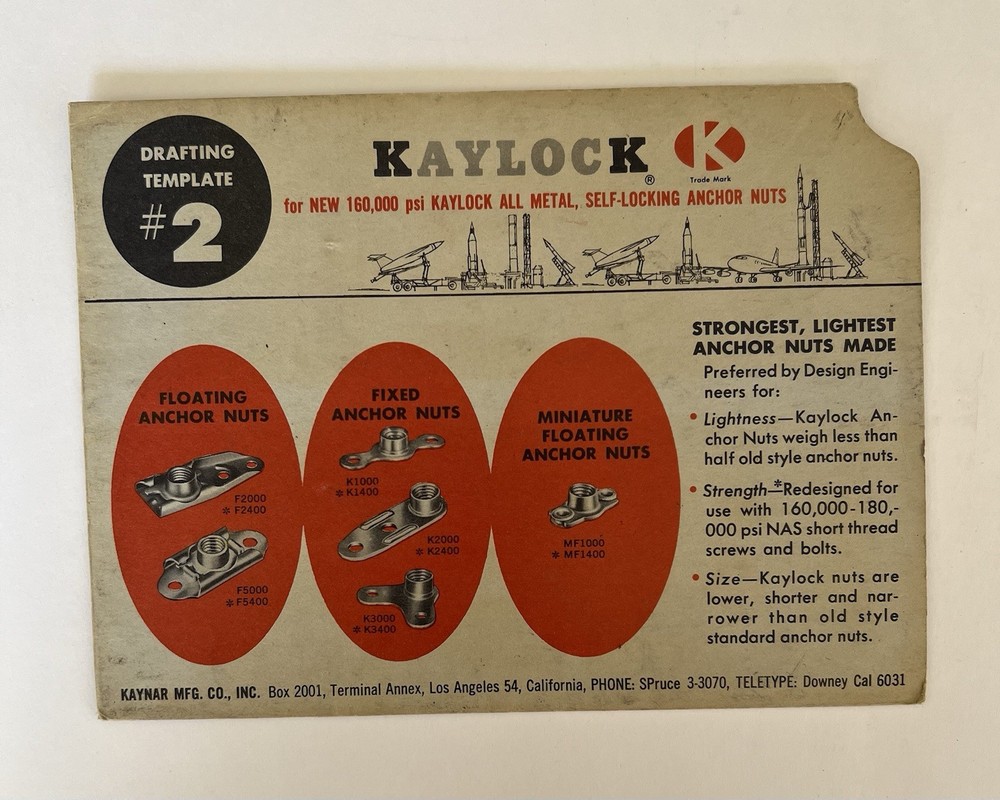 DRAFTING
TEMPLATE
#2
KAYLOCK®
K
Trade Mark
for NEW 160,000 psi KAYLOCK ALL METAL, SELF-LOCKING ANCHOR NUTS
FLOATING
ANCHOR NUTS
F2000
* F2400
F5000
* F5400
FIXED
ANCHOR NUTS
K1000
* K1400
K2000
* K2400
K3000
* K3400
MINIATURE
FLOATING
ANCHOR NUTS
MF1000
* MF1400
STRONGEST, LIGHTEST
ANCHOR NUTS MADE
Preferred by Design Engi-
neers for:
• Lightness—Kaylock An-
chor Nuts weigh less than
half old style anchor nuts.
• Strength—*Redesigned for
use with 160,000-180,-
000 psi NAS short thread
screws and bolts.
• Size—Kaylock nuts are
lower, shorter and nar-
rower than old style
standard anchor nuts.
KAYNAR MFG. CO., INC. Box 2001, Terminal Annex, Los Angeles 54, California, PHONE: SPruce 3-3070, TELETYPE: Downey Cal 6031